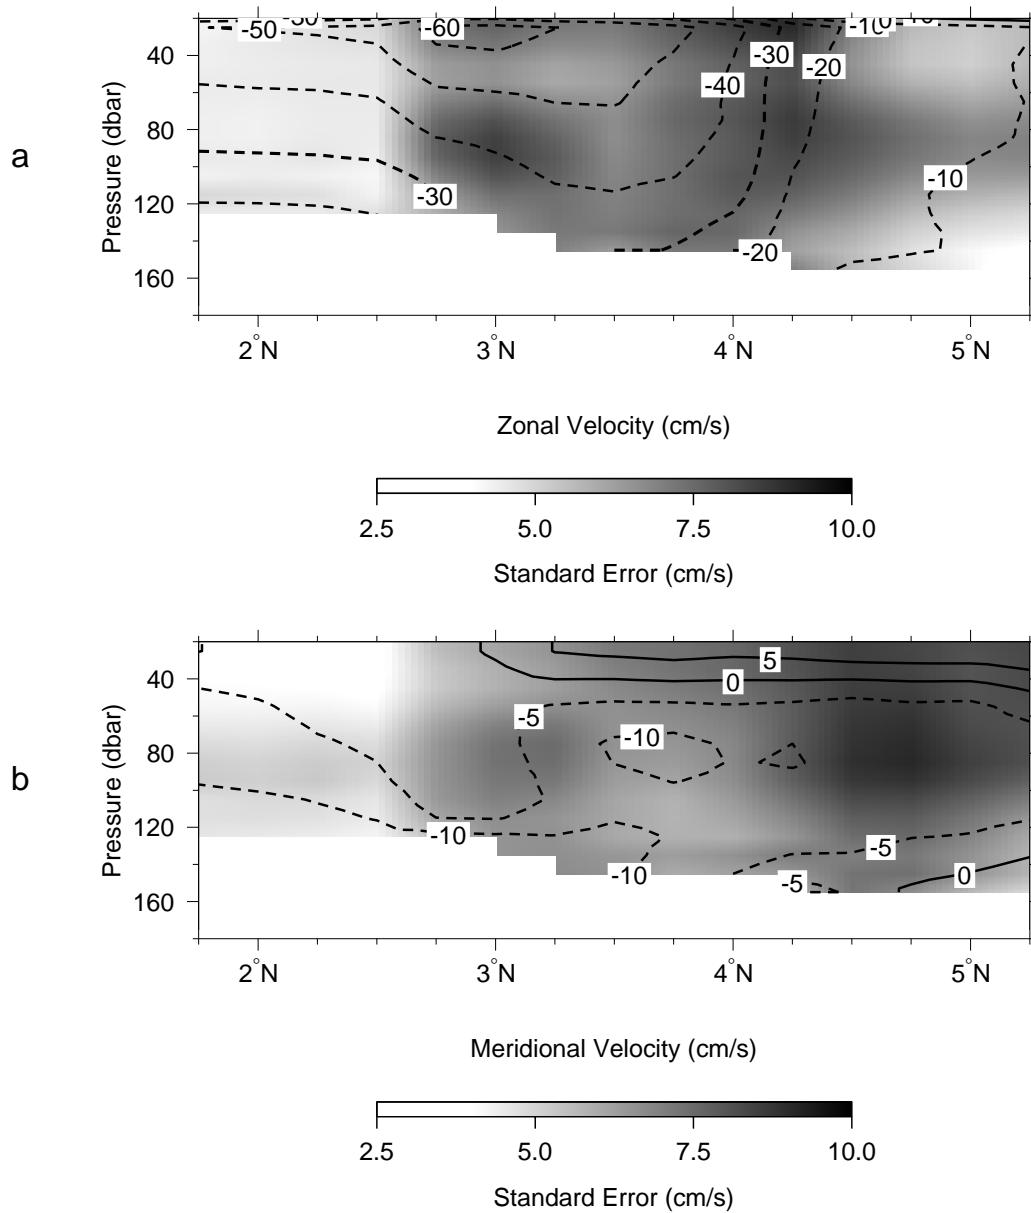 a
Pressure (dbar)
40
80
120
160
-50
-60
-10
-30
-20
-40
-30
-10
-20
2°N
3°N
4°N
5°N
Zonal Velocity (cm/s)
2.5
5.0
7.5
10.0
Standard Error (cm/s)
b
Pressure (dbar)
40
80
120
160
5
0
-5
-10
-10
-10
-5
-5
0
2°N
3°N
4°N
5°N
Meridional Velocity (cm/s)
2.5
5.0
7.5
10.0
Standard Error (cm/s)